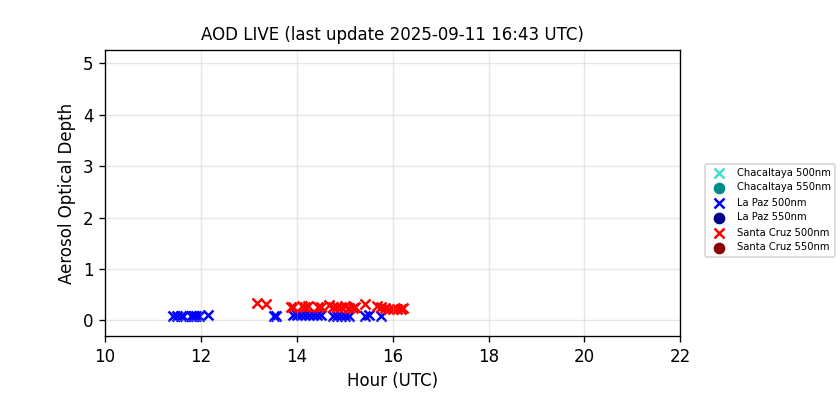 AOD LIVE (last update 2025-09-11 16:43 UTC)
Aerosol Optical Depth
5
4
3
2
1
0
10 12 14 16 18 20 22
Hour (UTC)
Chacaltaya 500nm
Chacaltaya 550nm
La Paz 500nm
La Paz 550nm
Santa Cruz 500nm
Santa Cruz 550nm